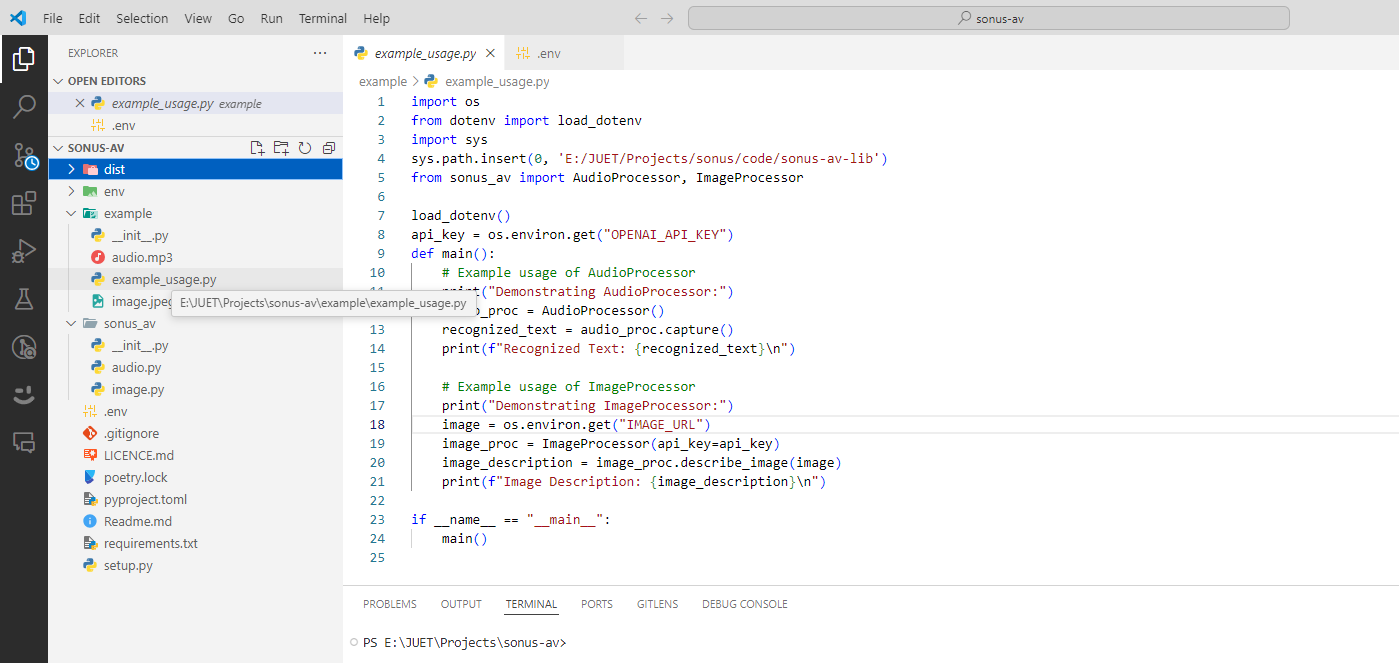 File Edit Selection View Go Run Terminal Help
sonus-av
EXPLORER
OPEN EDITORS
example_usage.py example
.env
SONUS-AV
dist
env
example
__init__.py
audio.mp3
example_usage.py
image.jpeg
sonus_av
__init__.py
audio.py
image.py
.env
.gitignore
LICENCE.md
poetry.lock
pyproject.toml
Readme.md
requirements.txt
setup.py
E:\JUET\Projects\sonus-av\example\example_usage.py
example_usage.py .env
example > example_usage.py
1 import os
2 from dotenv import load_dotenv
3 import sys
4 sys.path.insert(0, 'E:/JUET/Projects/sonus/code/sonus-av-lib')
5 from sonus_av import AudioProcessor, ImageProcessor
6
7 load_dotenv()
8 api_key = os.environ.get("OPENAI_API_KEY")
9 def main():
10 # Example usage of AudioProcessor
11 ("Demonstrating AudioProcessor:")
_proc = AudioProcessor()
13 recognized_text = audio_proc.capture()
14 print(f"Recognized Text: {recognized_text}\n")
15
16 # Example usage of ImageProcessor
17 print("Demonstrating ImageProcessor:")
18 image = os.environ.get("IMAGE_URL")
19 image_proc = ImageProcessor(api_key=api_key)
20 image_description = image_proc.describe_image(image)
21 print(f"Image Description: {image_description}\n")
22
23 if __name__ == "__main__":
24 main()
25
PROBLEMS OUTPUT TERMINAL PORTS GITLENS DEBUG CONSOLE
PS E:\JUET\Projects\sonus-av>